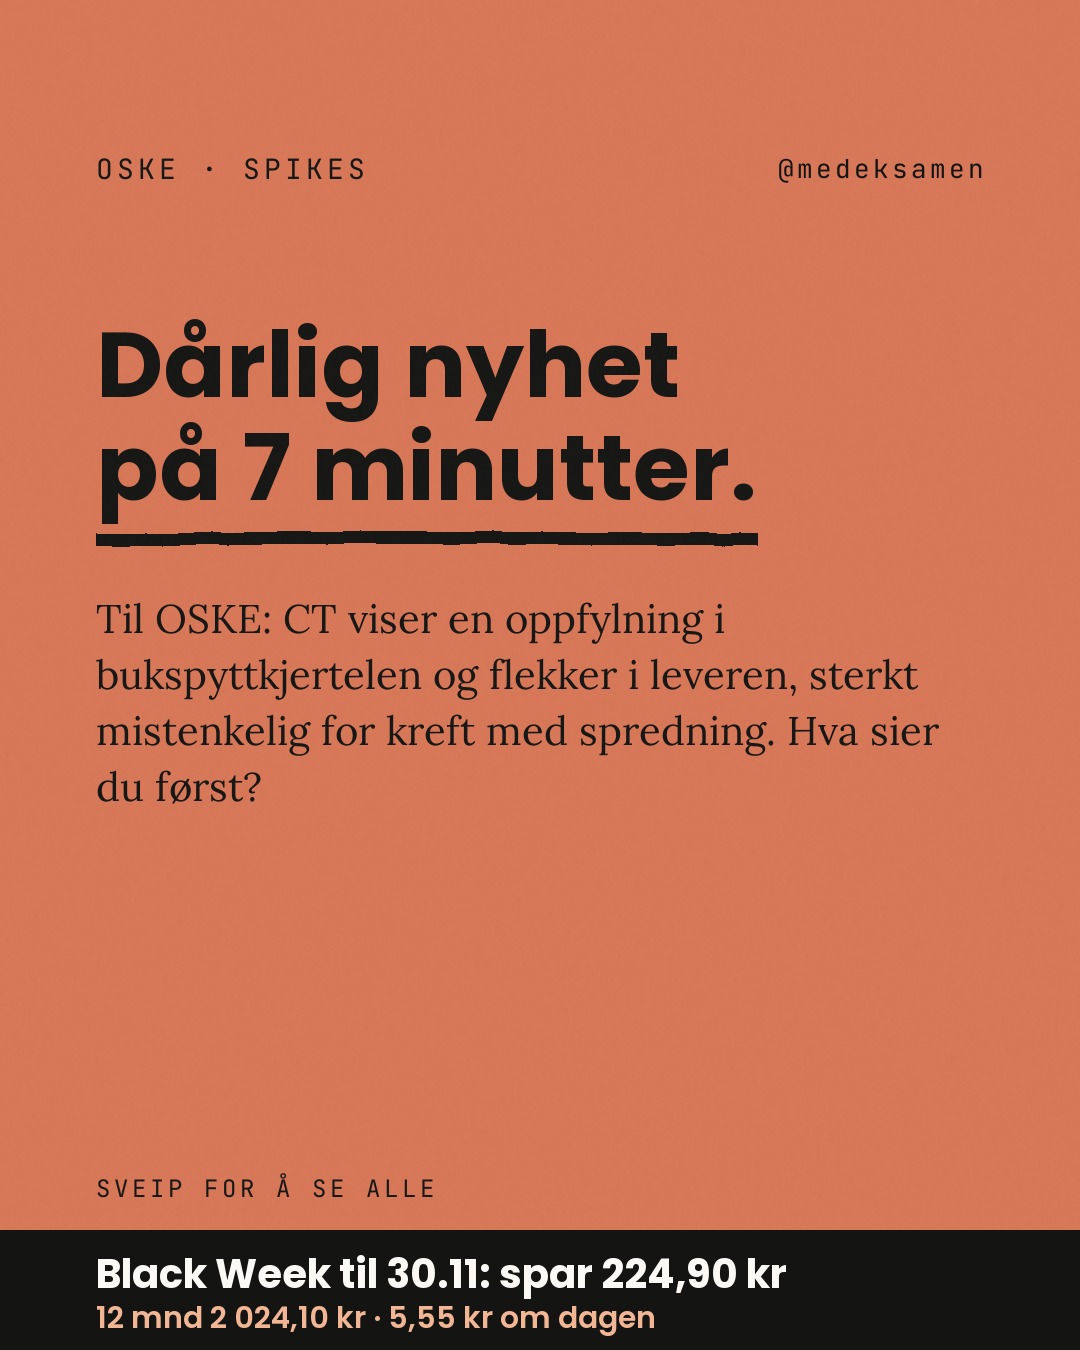 OSKE · SPIKES
@medeksamen
Dårlig nyhet
på 7 minutter.
Til OSKE: CT viser en oppfylning i
bukspyttkjertelen og flekker i leveren, sterkt
mistenkelig for kreft med spredning. Hva sier
du først?
SVEIP FOR Å SE ALLE
Black Week til 30.11: spar 224,90 kr
12 mnd 2 024,10 kr · 5,55 kr om dagen